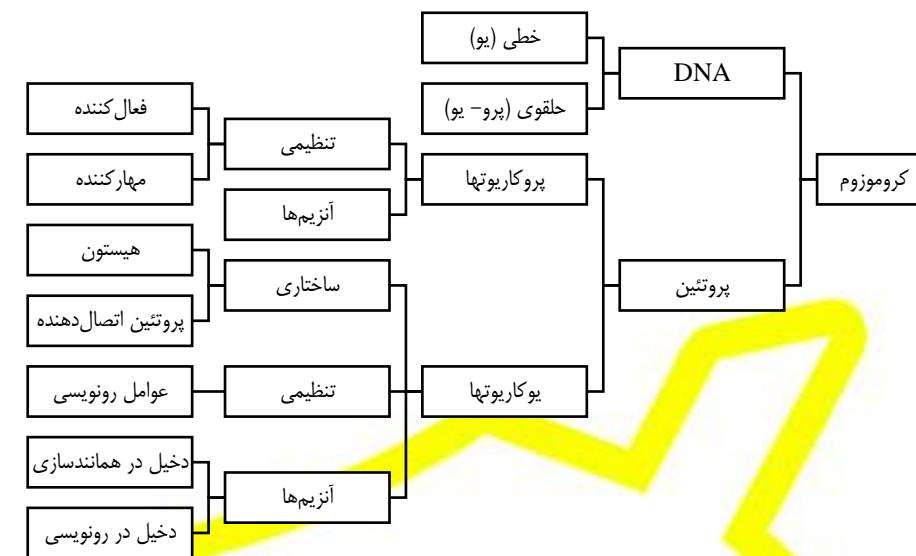 کروموزوم
DNA
خطی (یو)
حلقوی (پرو- یو)
پروتئین
پروکاریوتها
تنظیمی
فعال‌کننده
مهارکننده
آنزیم‌ها
یوکاریوتها
ساختاری
هیستون
پروتئین اتصال‌دهنده
تنظیمی
عوامل رونویسی
آنزیم‌ها
دخیل در همانندسازی
دخیل در رونویسی